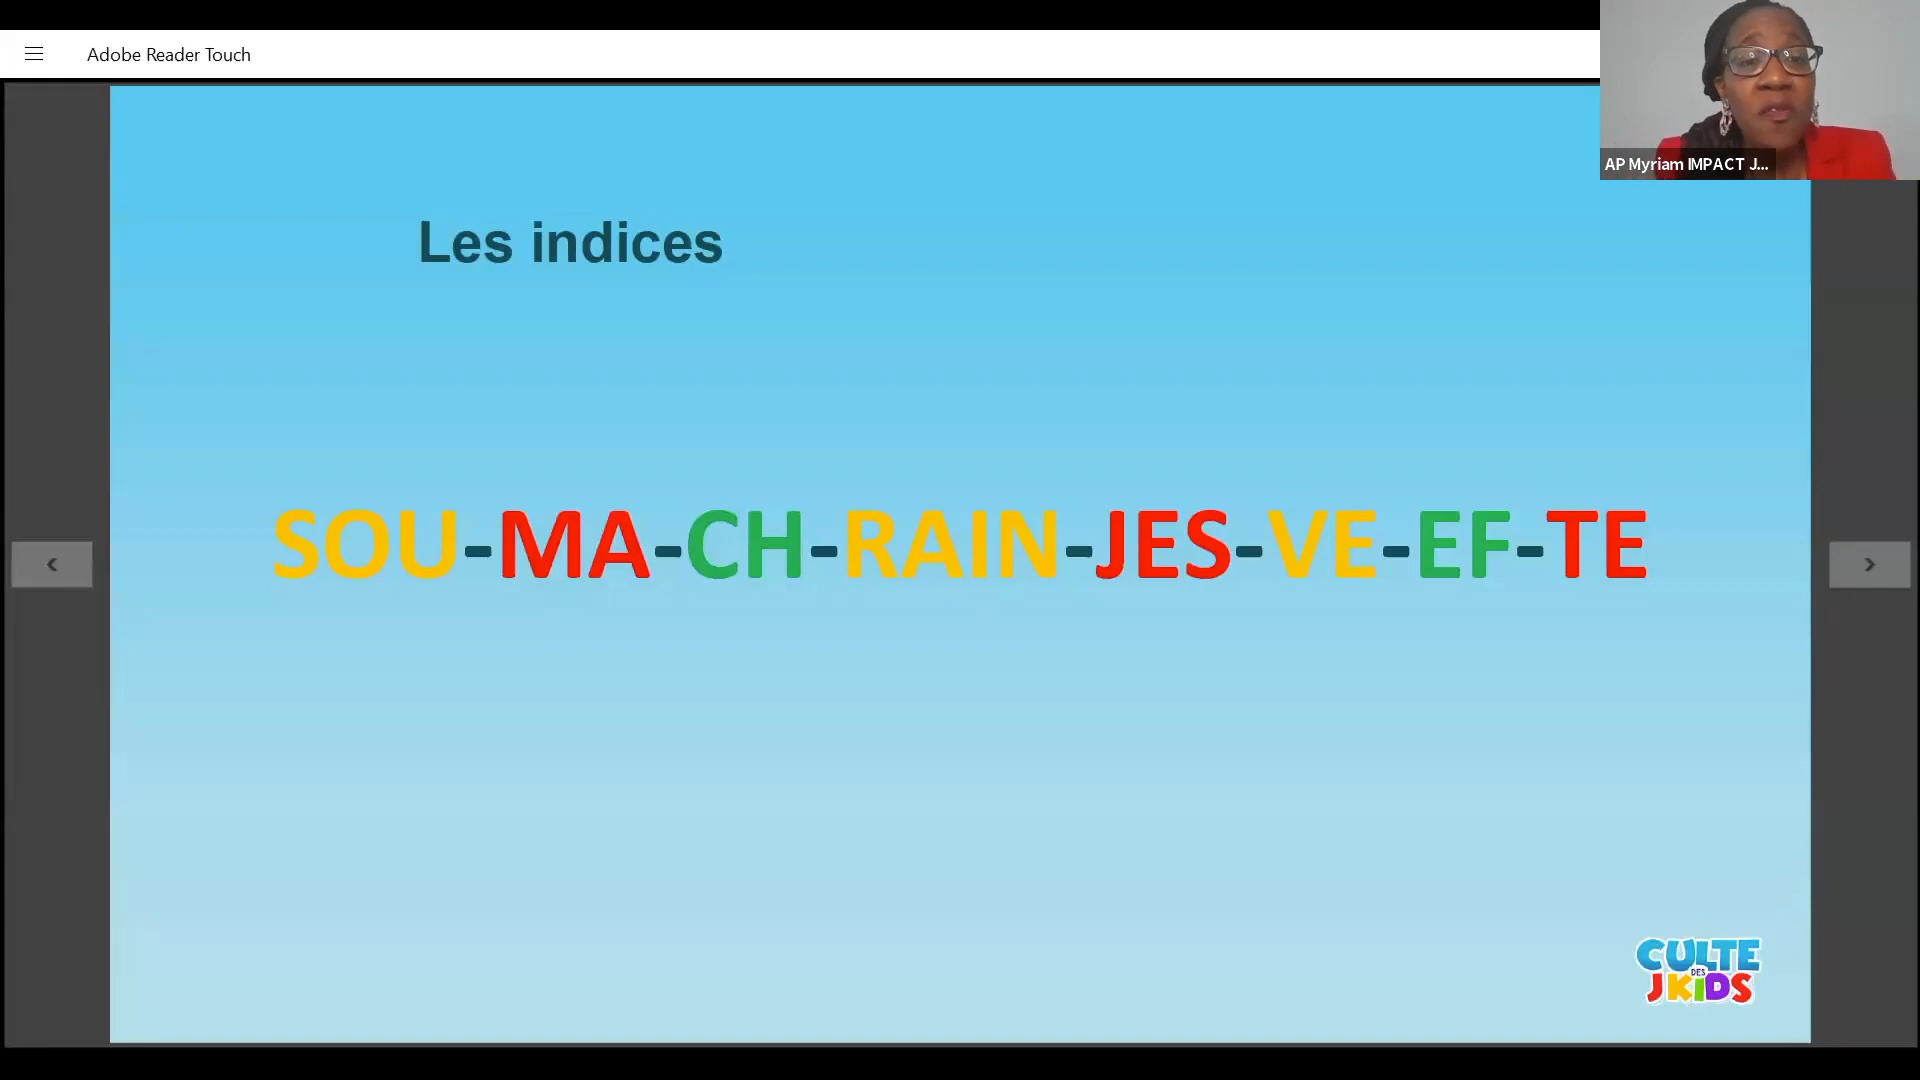 Adobe Reader Touch
AP Myriam IMPACT J...
Les indices
SOU-MA-CH-RAIN-JES-VE-EF-TE
CULTE
DES
JKIDS